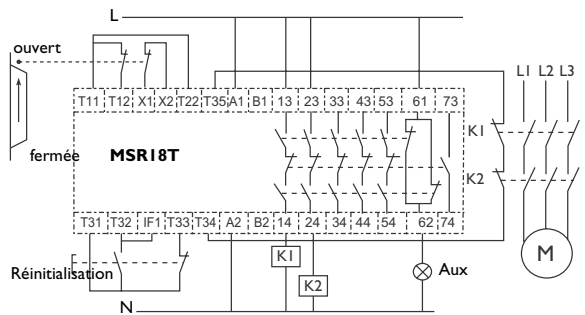 L
ouvert
L1 L2 L3
T11 T12 X1 X2 T22 T35 A1 B1 13 23 33 43 53 61 73
K1
fermée
MSR18T
K2
T31 T32 IF1 T33 T34 A2 B2 14 24 34 44 54 62 74
M
K1
Réinitialisation
Aux
K2
N